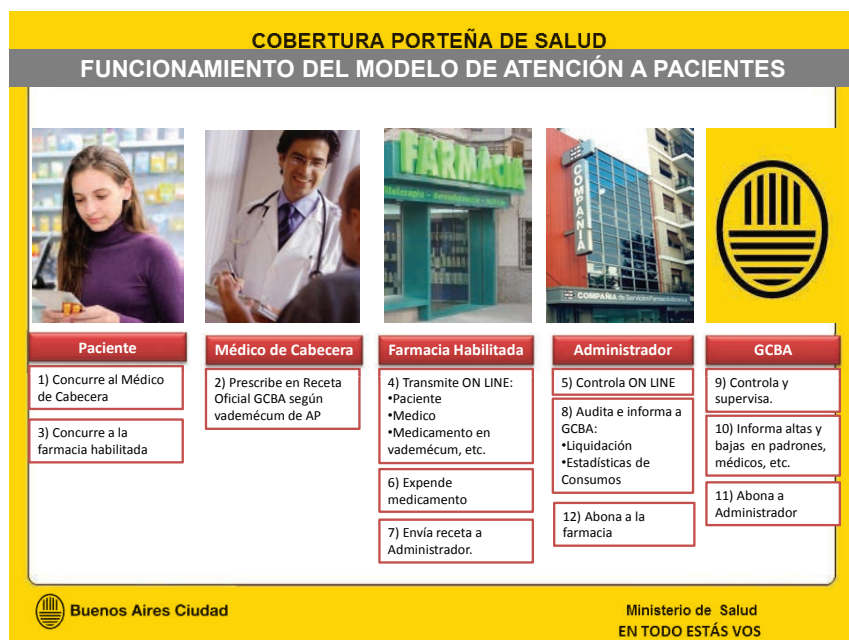 COBERTURA PORTEÑA DE SALUD
FUNCIONAMIENTO DEL MODELO DE ATENCIÓN A PACIENTES
FARMACIA
COMPAÑIA
COMPAÑIA de Servicios Farmacéuticos
Paciente
1) Concurre al Médico
de Cabecera
3) Concurre a la
farmacia habilitada
Médico de Cabecera
2) Prescribe en Receta
Oficial GCBA según
vademécum de AP
Farmacia Habilitada
4) Transmite ON LINE:
•Paciente
•Medico
•Medicamento en
vademécum, etc.
6) Expende
medicamento
7) Envía receta a
Administrador.
Administrador
5) Controla ON LINE
8) Audita e informa a
GCBA:
•Liquidación
•Estadísticas de
Consumos
12) Abona a la
farmacia
GCBA
9) Controla y
supervisa.
10) Informa altas y
bajas en padrones,
médicos, etc.
11) Abona a
Administrador
Buenos Aires Ciudad
Ministerio de Salud
EN TODO ESTÁS VOS